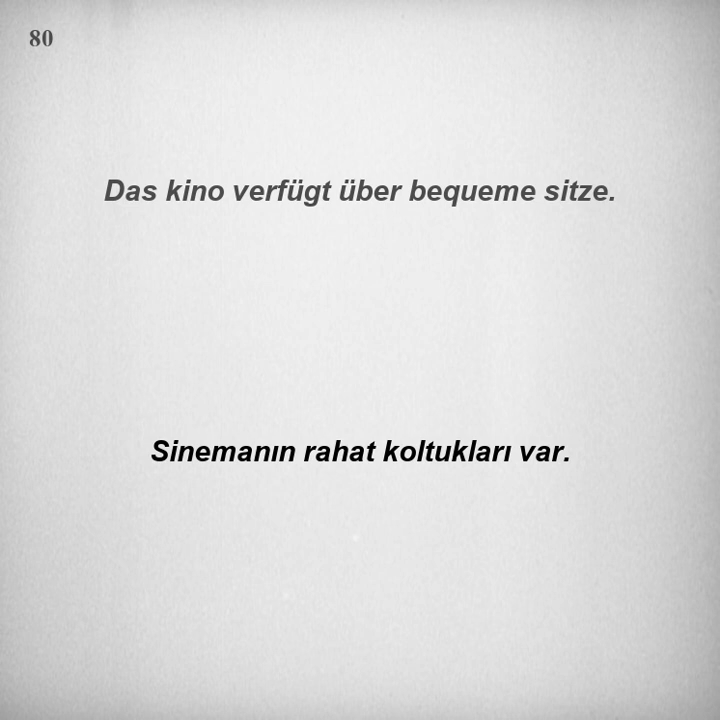 80
Das kino verfügt über bequeme sitze.
Sinemanın rahat koltukları var.